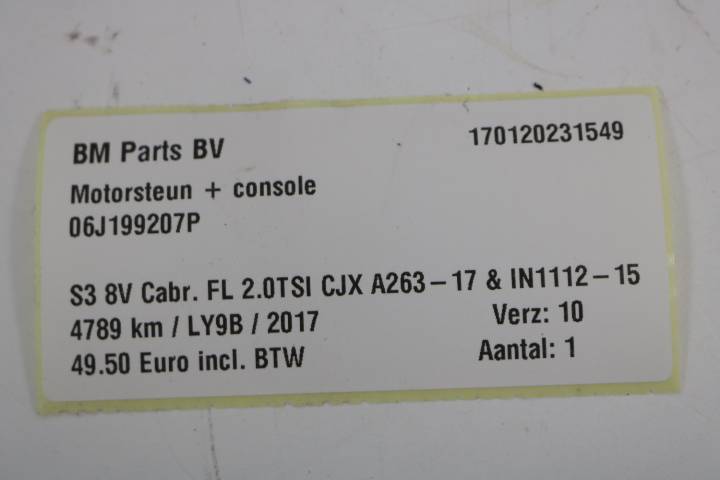 BM Parts BV 170120231549
Motorsteun + console
06J199207P
S3 8V Cabr. FL 2.0TSI CJX A263-17 & IN1112-15
4789 km / LY9B / 2017 Verz: 10
49.50 Euro incl. BTW Aantal: 1